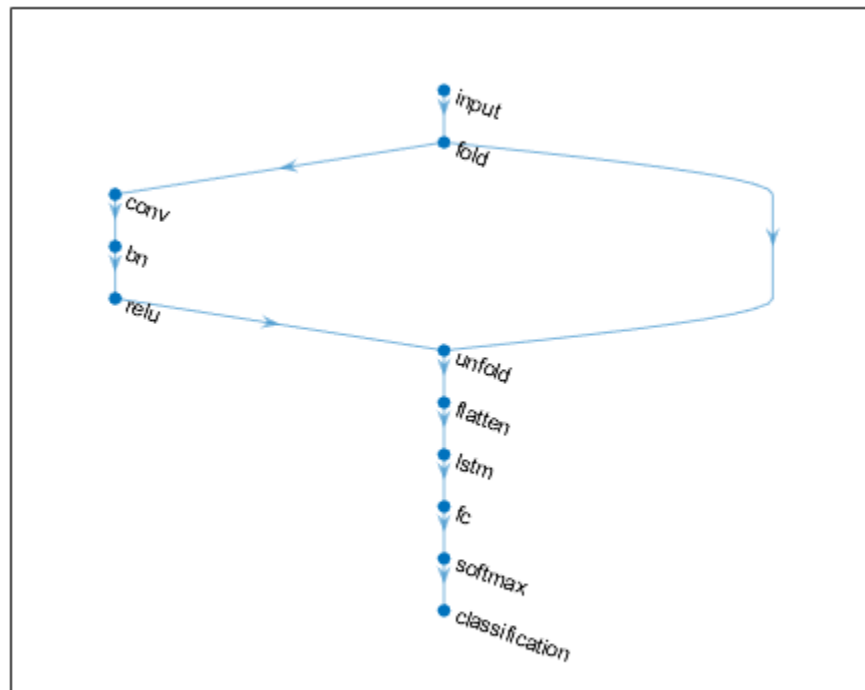 input
fold
conv
bn
relu
unfold
flatten
lstm
fc
softmax
classification